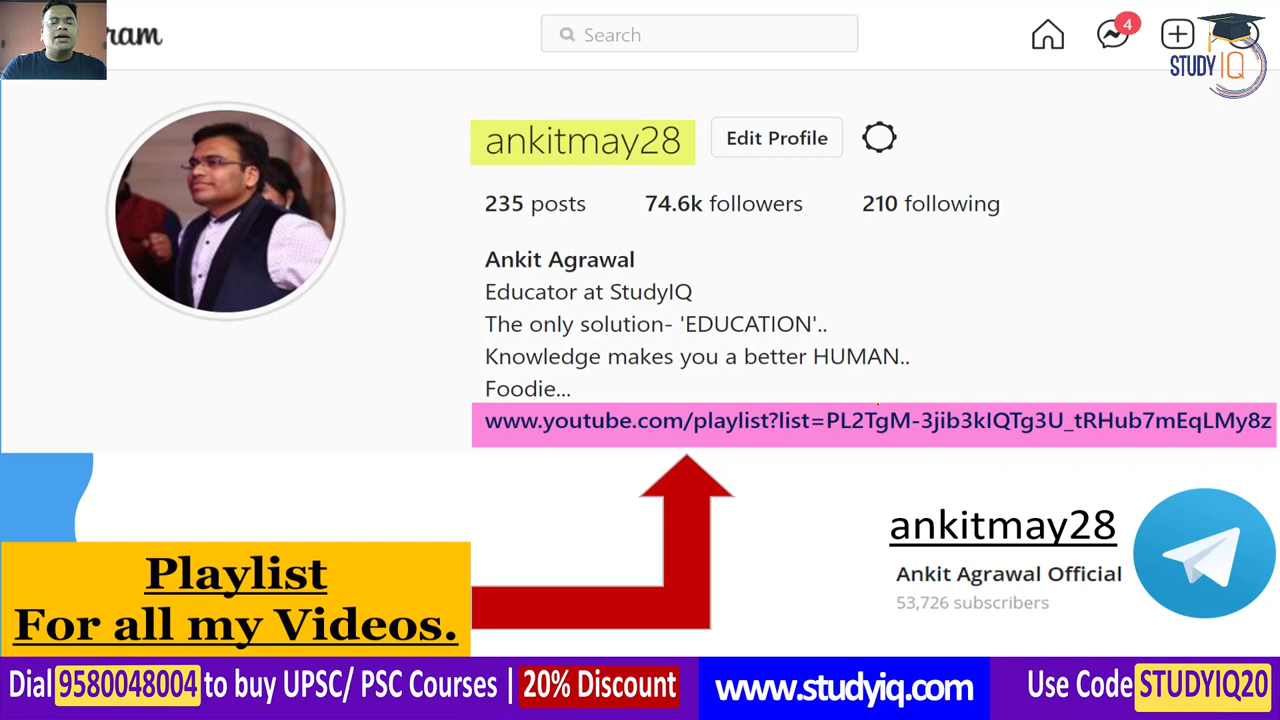 ram
Search
4
STUDY IQ
ankitmay28
Edit Profile
235 posts 74.6k followers 210 following
Ankit Agrawal
Educator at StudyIQ
The only solution- 'EDUCATION'..
Knowledge makes you a better HUMAN..
Foodie...
www.youtube.com/playlist?list=PL2TgM-3jib3kIQTg3U_tRHub7mEqLMy8z
ankitmay28
Ankit Agrawal Official
53,726 subscribers
Playlist
For all my Videos.
Dial 9580048004 to buy UPSC/ PSC Courses | 20% Discount www.studyiq.com Use Code STUDYIQ20